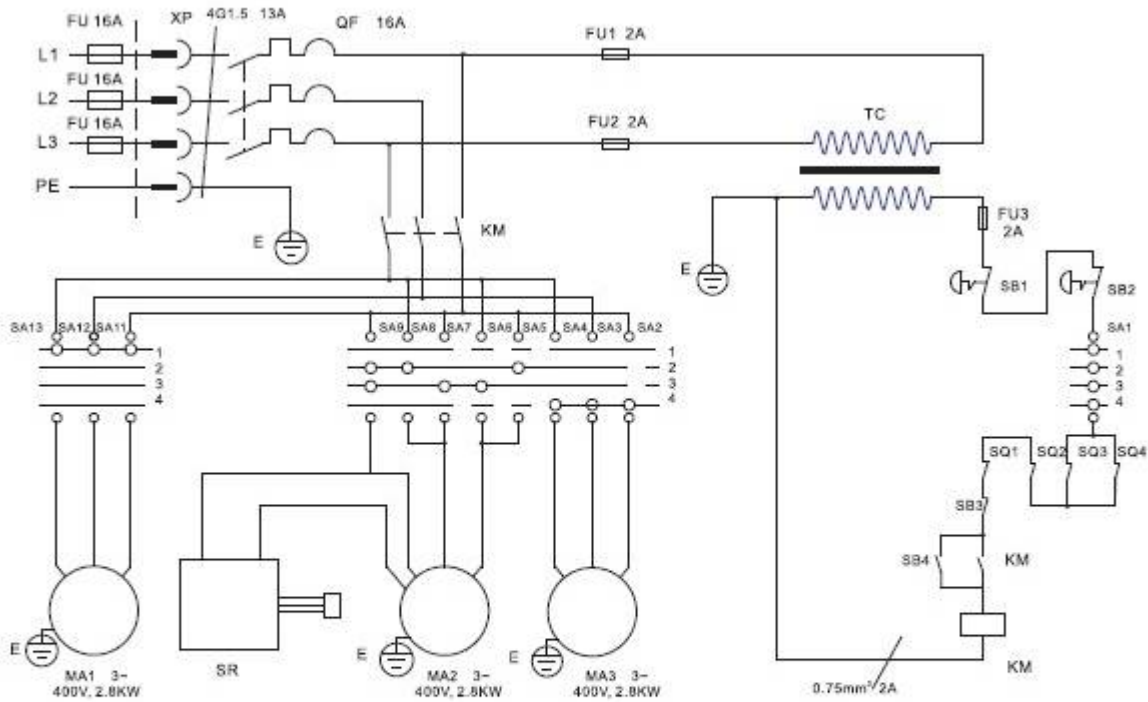 FU 16A XP 4G1.5 13A QF 16A
L1
FU1 2A
FU 16A
L2
FU 16A
L3
FU2 2A
TC
PE
E
KM
E
FU3
2A
SB1
SB2
SA13 SA12 SA11
SA9 SA8 SA7 SA6 SA5 SA4 SA3 SA2
SA1
1
2
3
4
1
2
3
4
1
2
3
4
SQ1 SQ2 SQ3 SQ4
SB3
SB4
KM
E
SR
E
E
KM
MA1 3~
400V, 2.8KW
MA2 3~
400V, 2.8KW
MA3 3~
400V, 2.8KW
0.75mm² 2A